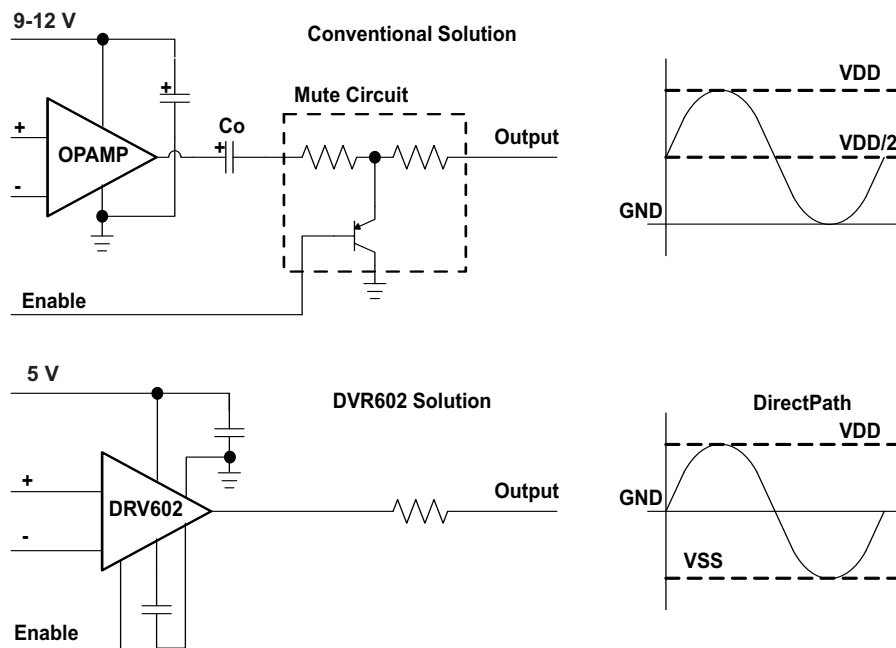 9-12 V
Conventional Solution
VDD
+
Mute Circuit
Co
+
+
OPAMP
Output
VDD/2
-
GND
Enable
5 V
DVR602 Solution
DirectPath
VDD
+
Output
GND
DRV602
-
VSS
Enable